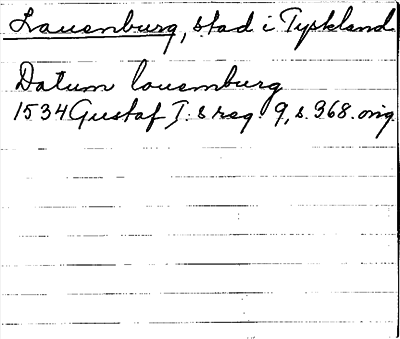 Lauenburg, stad i Tyskland
Datum louemburg
1534 Gustaf I:s reg. 9, s. 368. orig.